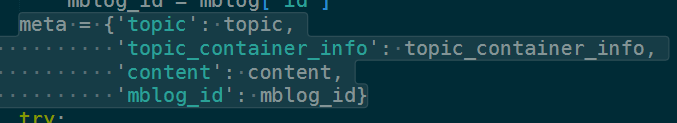 mblog_id = mblog['id']
meta = {'topic': topic,
'topic_container_info': topic_container_info,
'content': content,
'mblog_id': mblog_id}
try: